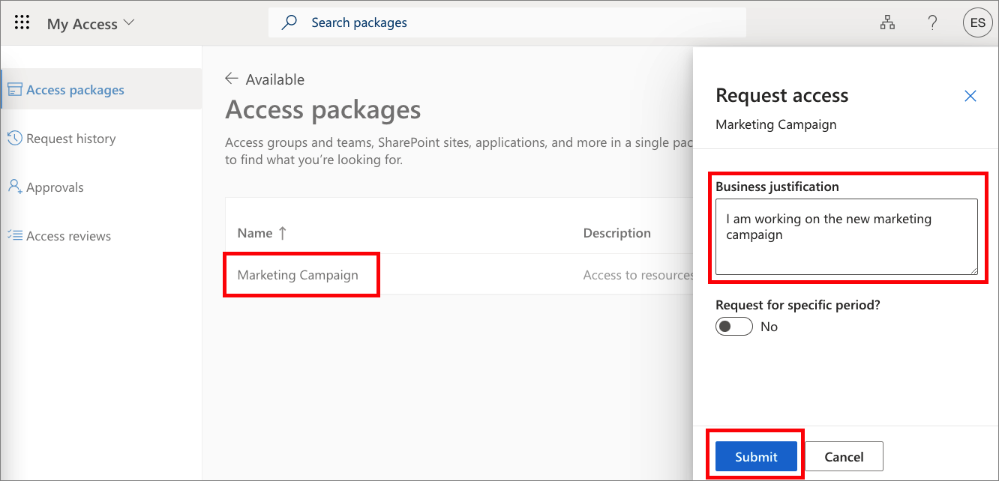 My Access
Search packages
?
ES
Access packages
Request history
Approvals
Access reviews
Available
Access packages
Access groups and teams, SharePoint sites, applications, and more in a single pac
to find what you're looking for.
Name ↑
Description
Marketing Campaign
Access to resources
Request access
Marketing Campaign
Business justification
I am working on the new marketing
campaign
Request for specific period?
No
Submit
Cancel